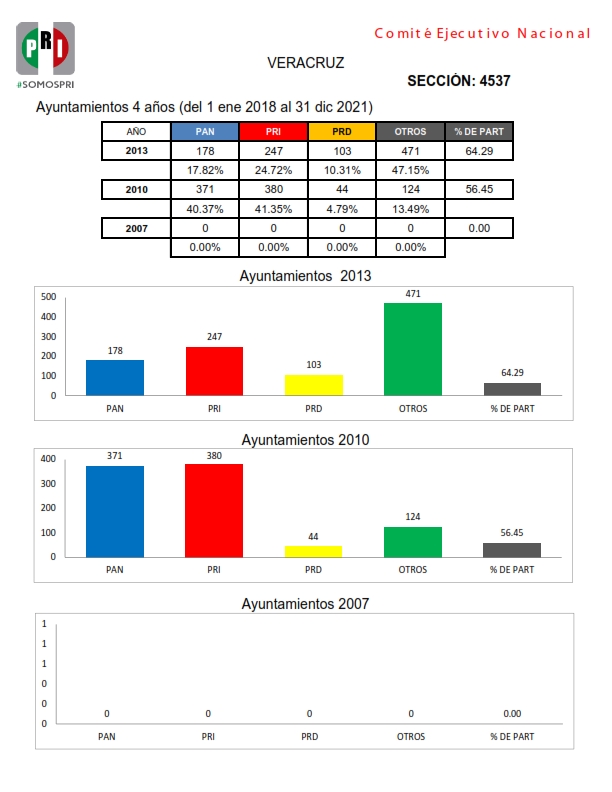 Comité Ejecutivo Nacional
PRI
#SOMOSPRI
VERACRUZ
SECCIÓN: 4537
Ayuntamientos 4 años (del 1 ene 2018 al 31 dic 2021)
AÑO PAN PRI PRD OTROS % DE PART
2013 178 247 103 471 64.29
17.82% 24.72% 10.31% 47.15%
2010 371 380 44 124 56.45
40.37% 41.35% 4.79% 13.49%
2007 0 0 0 0 0.00
0.00% 0.00% 0.00% 0.00%
Ayuntamientos 2013
500
400
300
200
100
0
178 247 103 471 64.29
PAN PRI PRD OTROS % DE PART
Ayuntamientos 2010
400
300
200
100
0
371 380 44 124 56.45
PAN PRI PRD OTROS % DE PART
Ayuntamientos 2007
1
1
1
0
0
0
0 0 0 0 0.00
PAN PRI PRD OTROS % DE PART